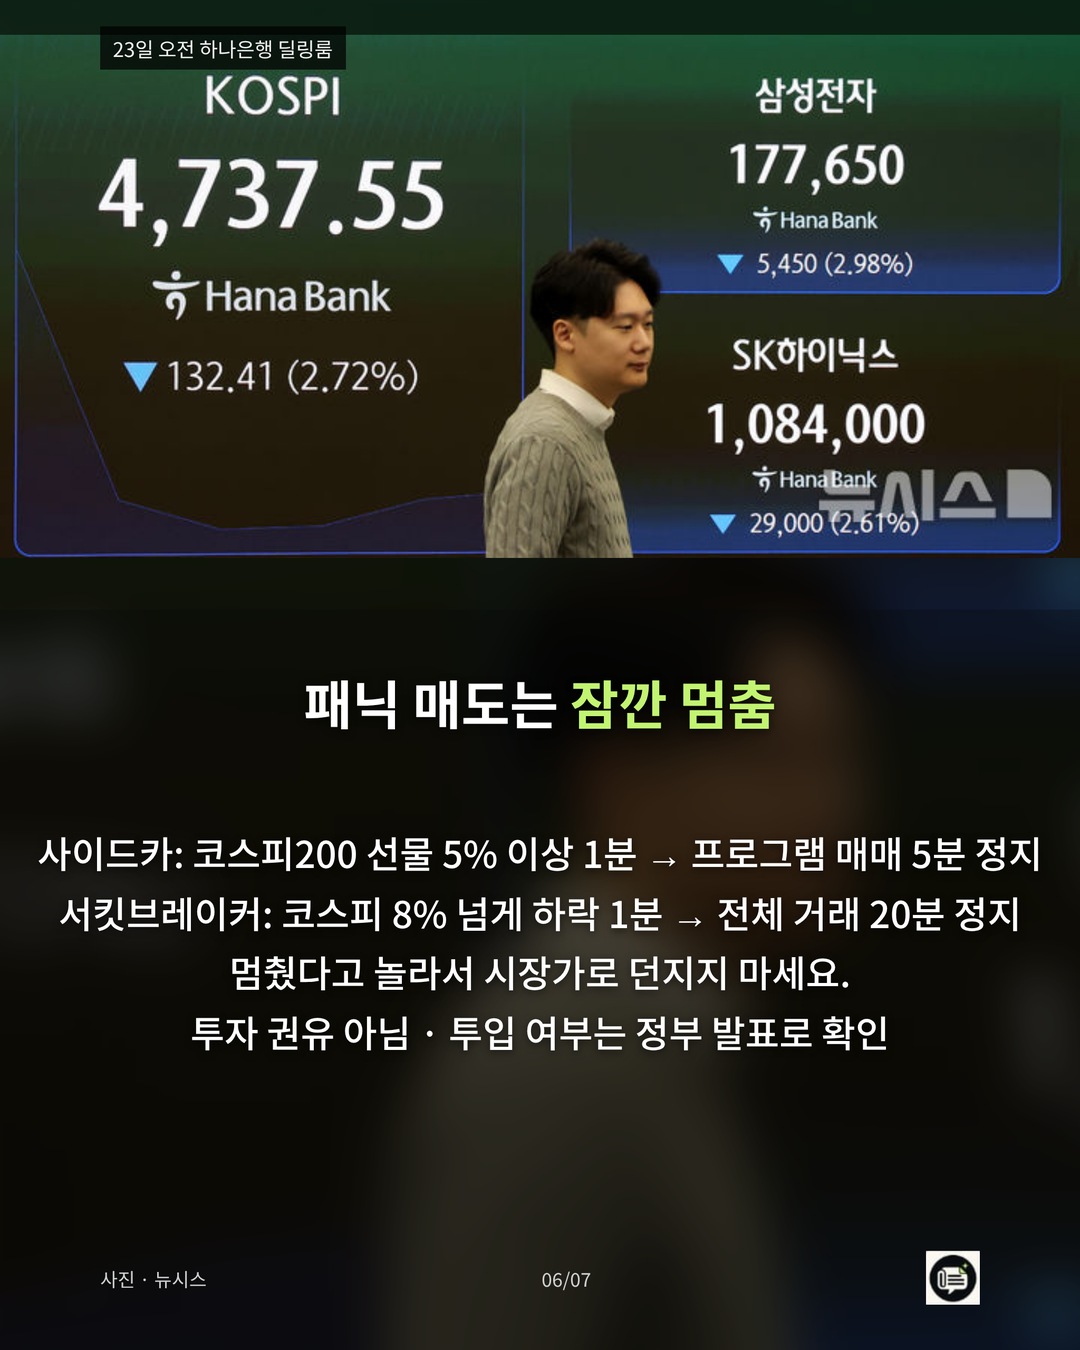 23일 오전 하나은행 딜링룸
KOSPI
4,737.55
Hana Bank
▼ 132.41 (2.72%)
삼성전자
177,650
Hana Bank
▼ 5,450 (2.98%)
SK하이닉스
1,084,000
Hana Bank
뉴시스
▼ 29,000 (2.61%)
패닉 매도는 잠깐 멈춤
사이드카: 코스피200 선물 5% 이상 1분 → 프로그램 매매 5분 정지
서킷브레이커: 코스피 8% 넘게 하락 1분 → 전체 거래 20분 정지
멈췄다고 놀라서 시장가로 던지지 마세요.
투자 권유 아님 · 투입 여부는 정부 발표로 확인
사진 · 뉴시스
06/07